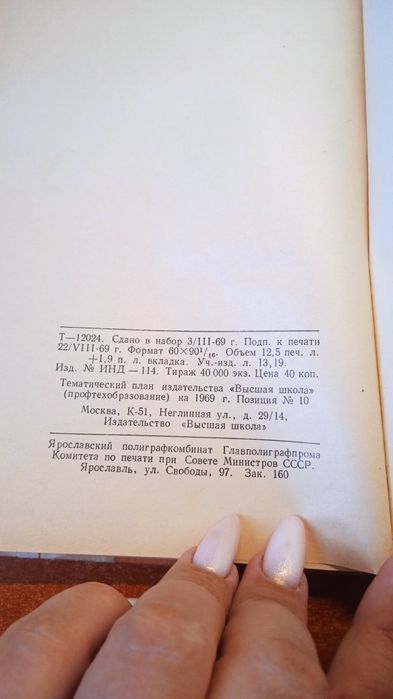 Т—12024. Сдано в набор 3/III-69 г. Подп. к печати
22/VIII-69 г. Формат 60×90¹/₁₆. Объем 12,5 печ. л.
+1,9 п. л. вкладка. Уч.-изд. л. 13,19.
Изд. № ИНД — 114. Тираж 40 000 экз. Цена 40 коп.
Тематический план издательства «Высшая школа»
(профтехобразование) на 1969 г. Позиция № 10
Москва, К-51, Неглинная ул., д. 29/14,
Издательство «Высшая школа»
Ярославский полиграфкомбинат Главполиграфпрома
Комитета по печати при Совете Министров СССР.
Ярославль, ул. Свободы, 97. Зак. 160